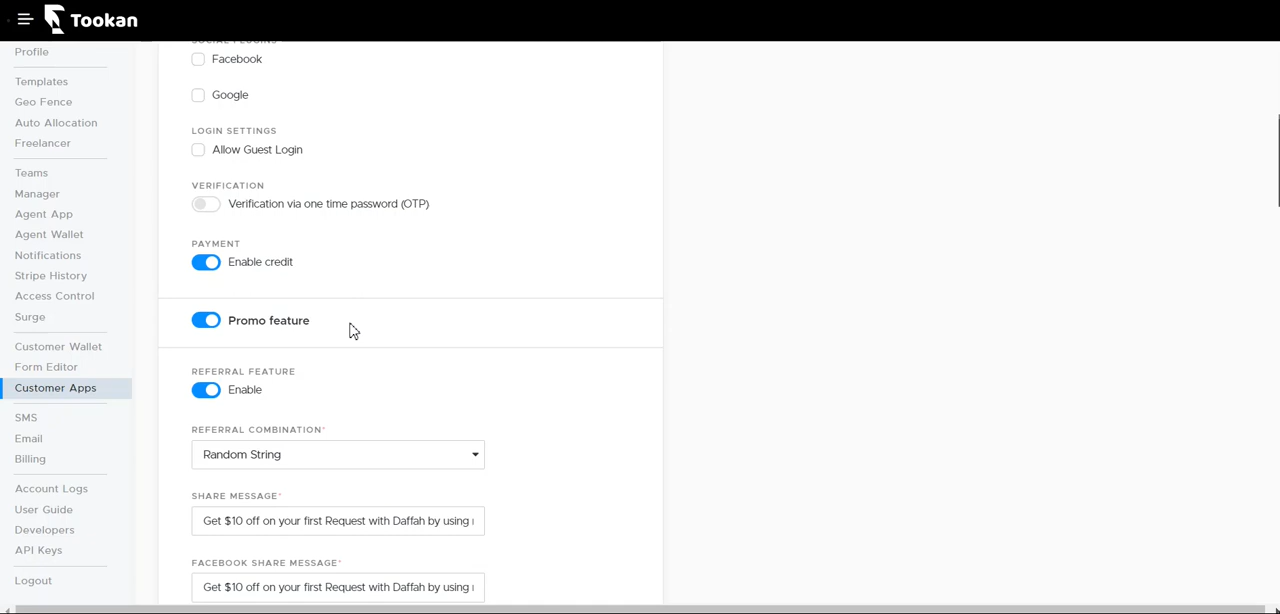 Tookan
Profile
Templates
Geo Fence
Auto Allocation
Freelancer
Teams
Manager
Agent App
Agent Wallet
Notifications
Stripe History
Access Control
Surge
Customer Wallet
Form Editor
Customer Apps
SMS
Email
Billing
Account Logs
User Guide
Developers
API Keys
Logout
SOCIAL PLUGINS
Facebook
Google
LOGIN SETTINGS
Allow Guest Login
VERIFICATION
Verification via one time password (OTP)
PAYMENT
Enable credit
Promo feature
REFERRAL FEATURE
Enable
REFERRAL COMBINATION*
Random String
SHARE MESSAGE*
Get $10 off on your first Request with Daffah by using
FACEBOOK SHARE MESSAGE*
Get $10 off on your first Request with Daffah by using